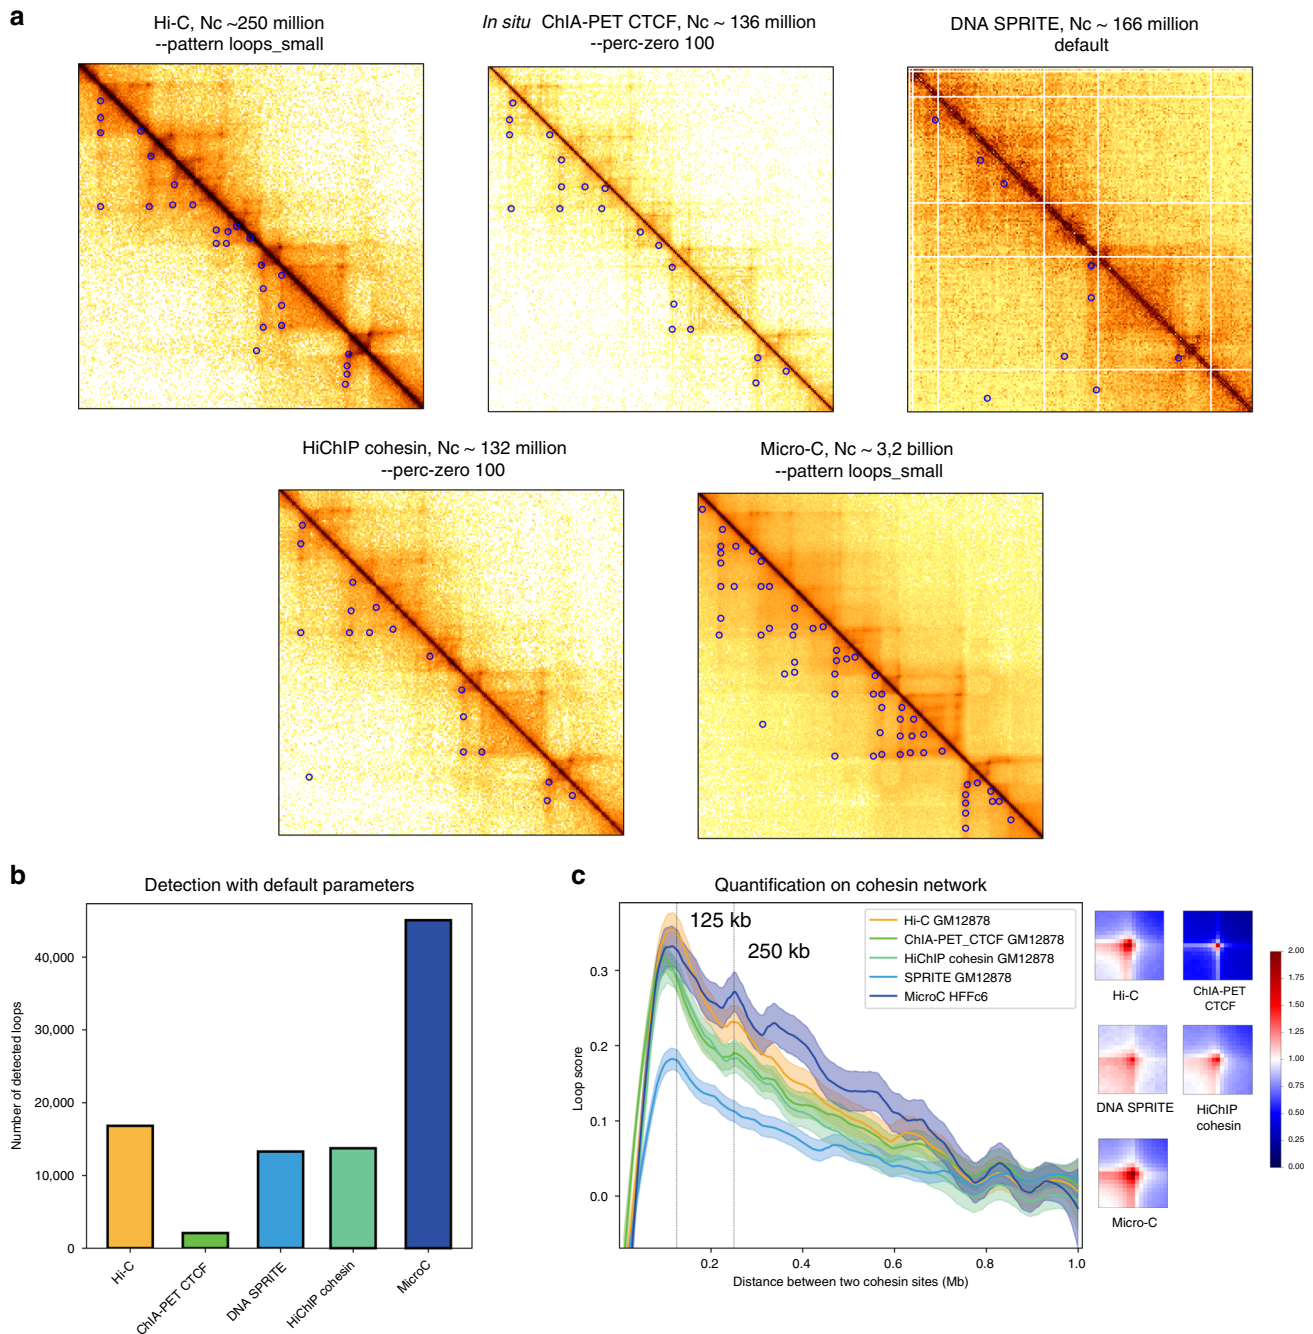 a
Hi-C, Nc ~250 million
--pattern loops_small
In situ ChIA-PET CTCF, Nc ~ 136 million
--perc-zero 100
DNA SPRITE, Nc ~ 166 million
default
HiChIP cohesin, Nc ~ 132 million
--perc-zero 100
Micro-C, Nc ~ 3,2 billion
--pattern loops_small
b
Detection with default parameters
Number of detected loops
40,000
30,000
20,000
10,000
0
Hi-C
ChIA-PET CTCF
DNA SPRITE
HiChIP cohesin
MicroC
c
Quantification on cohesin network
125 kb
250 kb
Hi-C GM12878
ChIA-PET_CTCF GM12878
HiChIP cohesin GM12878
SPRITE GM12878
MicroC HFFc6
Loop score
0.3
0.2
0.1
0.0
0.2
0.4
0.6
0.8
1.0
Distance between two cohesin sites (Mb)
Hi-C
ChIA-PET
CTCF
DNA SPRITE
HiChIP
cohesin
Micro-C
2.00
1.75
1.50
1.25
1.00
0.75
0.50
0.25
0.00